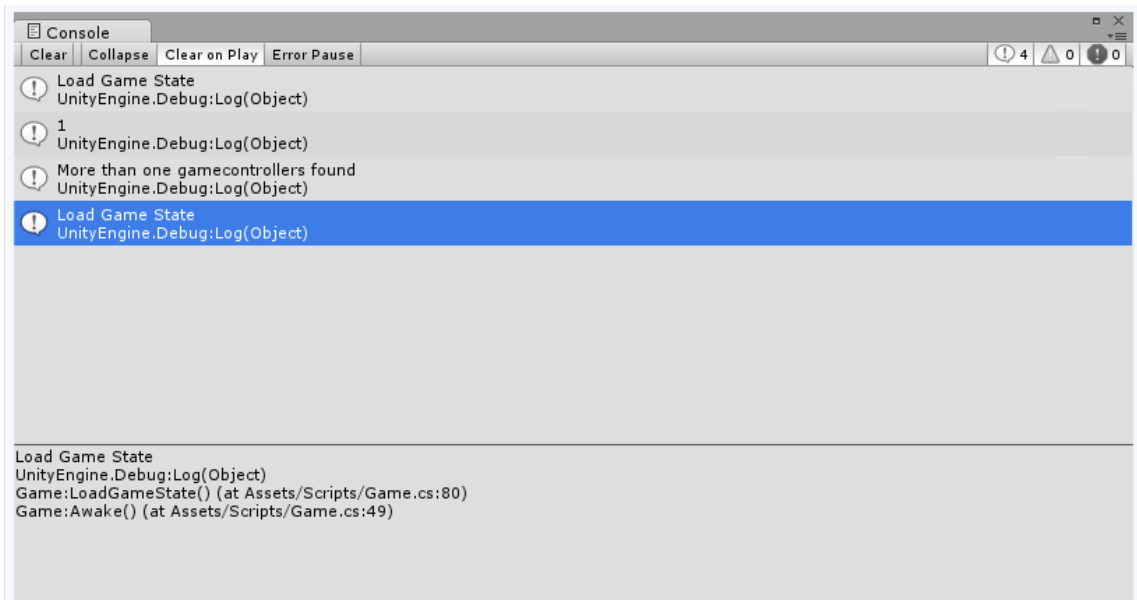 Console
Clear Collapse Clear on Play Error Pause 4 0 0
Load Game State
UnityEngine.Debug:Log(Object)
1
UnityEngine.Debug:Log(Object)
More than one gamecontrollers found
UnityEngine.Debug:Log(Object)
Load Game State
UnityEngine.Debug:Log(Object)
Load Game State
UnityEngine.Debug:Log(Object)
Game:LoadGameState() (at Assets/Scripts/Game.cs:80)
Game:Awake() (at Assets/Scripts/Game.cs:49)